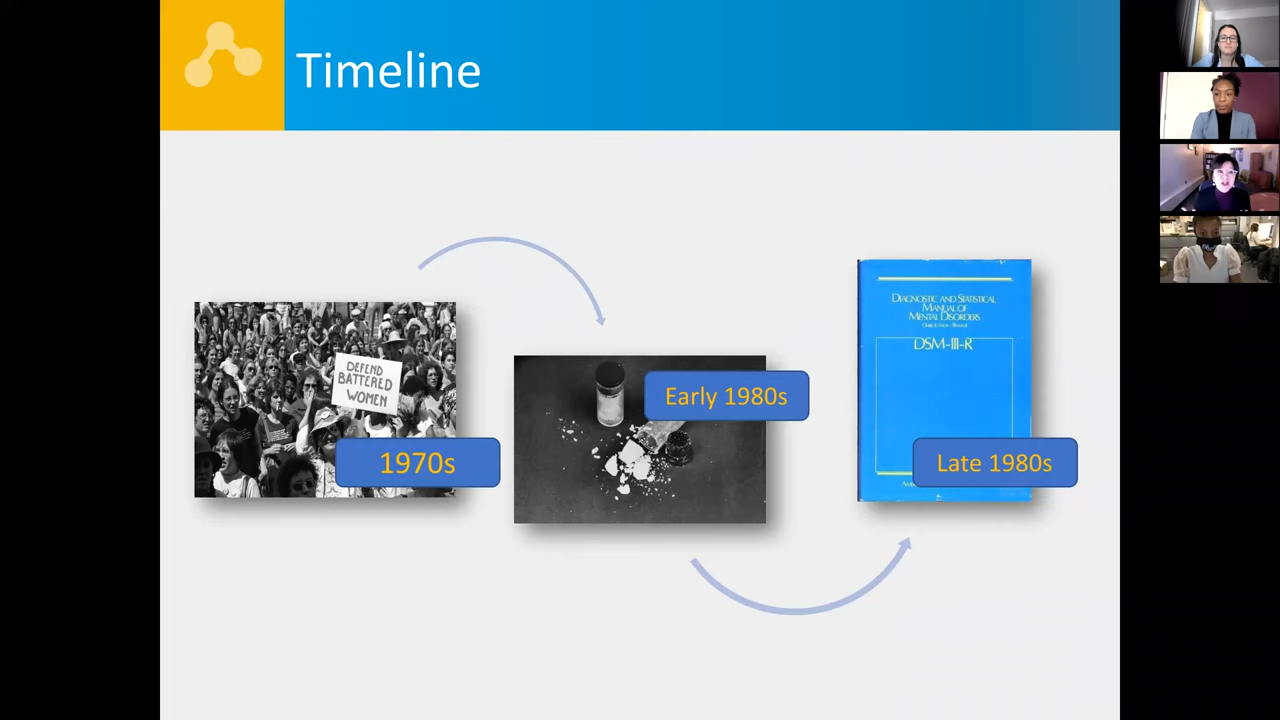 Timeline
DEFEND
BATTERED
WOMEN
1970s
Early 1980s
DIAGNOSTIC AND STATISTICAL
MANUAL OF
MENTAL DISORDERS
DSM-III-R
Late 1980s